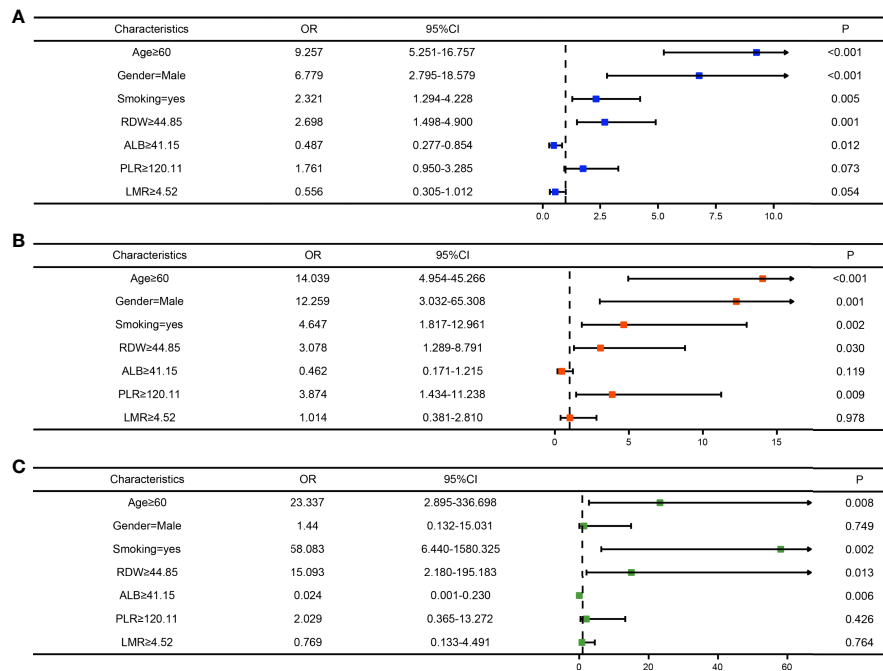 A
Characteristics OR 95%CI P
Age≥60 9.257 5.251-16.757 <0.001
Gender=Male 6.779 2.795-18.579 <0.001
Smoking=yes 2.321 1.294-4.228 0.005
RDW≥44.85 2.698 1.498-4.900 0.001
ALB≥41.15 0.487 0.277-0.854 0.012
PLR≥120.11 1.761 0.950-3.285 0.073
LMR≥4.52 0.556 0.305-1.012 0.054
0.0 2.5 5.0 7.5 10.0
B
Characteristics OR 95%CI P
Age≥60 14.039 4.954-45.266 <0.001
Gender=Male 12.259 3.032-65.308 0.001
Smoking=yes 4.647 1.817-12.961 0.002
RDW≥44.85 3.078 1.289-8.791 0.030
ALB≥41.15 0.462 0.171-1.215 0.119
PLR≥120.11 3.874 1.434-11.238 0.009
LMR≥4.52 1.014 0.381-2.810 0.978
0 5 10 15
C
Characteristics OR 95%CI P
Age≥60 23.337 2.895-336.698 0.008
Gender=Male 1.44 0.132-15.031 0.749
Smoking=yes 58.083 6.440-1580.325 0.002
RDW≥44.85 15.093 2.180-195.183 0.013
ALB≥41.15 0.024 0.001-0.230 0.006
PLR≥120.11 2.029 0.365-13.272 0.426
LMR≥4.52 0.769 0.133-4.491 0.764
0 20 40 60